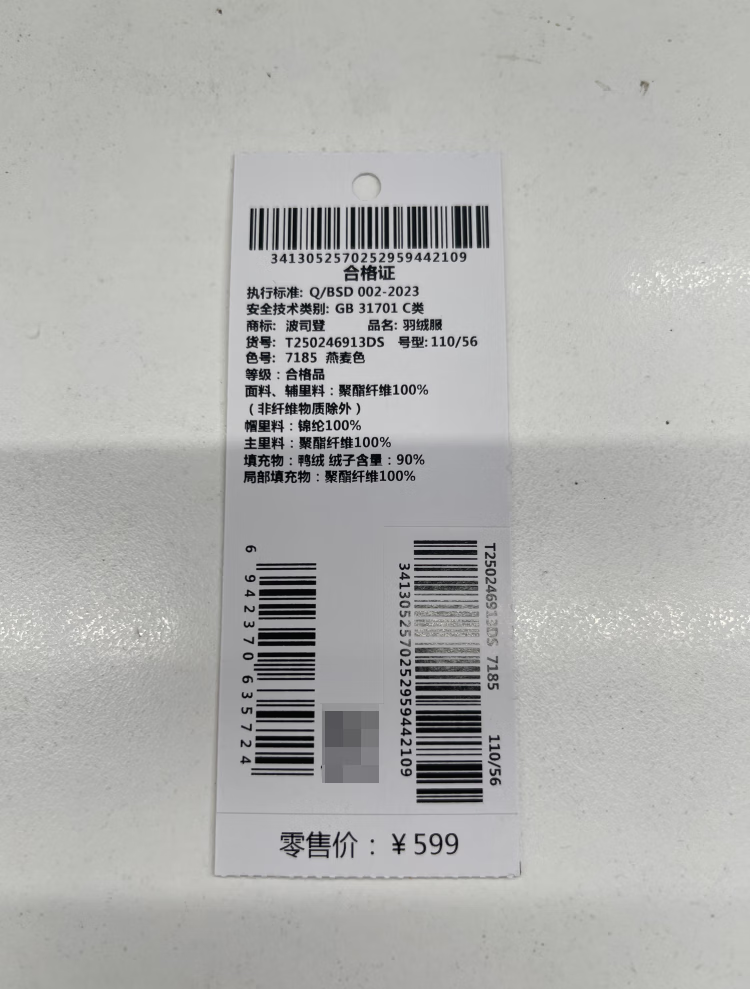 3413052570252959442109
合格证
执行标准: Q/BSD 002-2023
安全技术类别: GB 31701 C类
商标: 波司登 品名: 羽绒服
货号: T250246913DS 号型: 110/56
色号: 7185 燕麦色
等级：合格品
面料、辅里料：聚酯纤维100%
（非纤维物质除外）
帽里料：锦纶100%
主里料：聚酯纤维100%
填充物：鸭绒 绒子含量：90%
局部填充物：聚酯纤维100%
6 942370 635724
3413052570252959442109
T250246913DS 7185 110/56
零售价：￥599